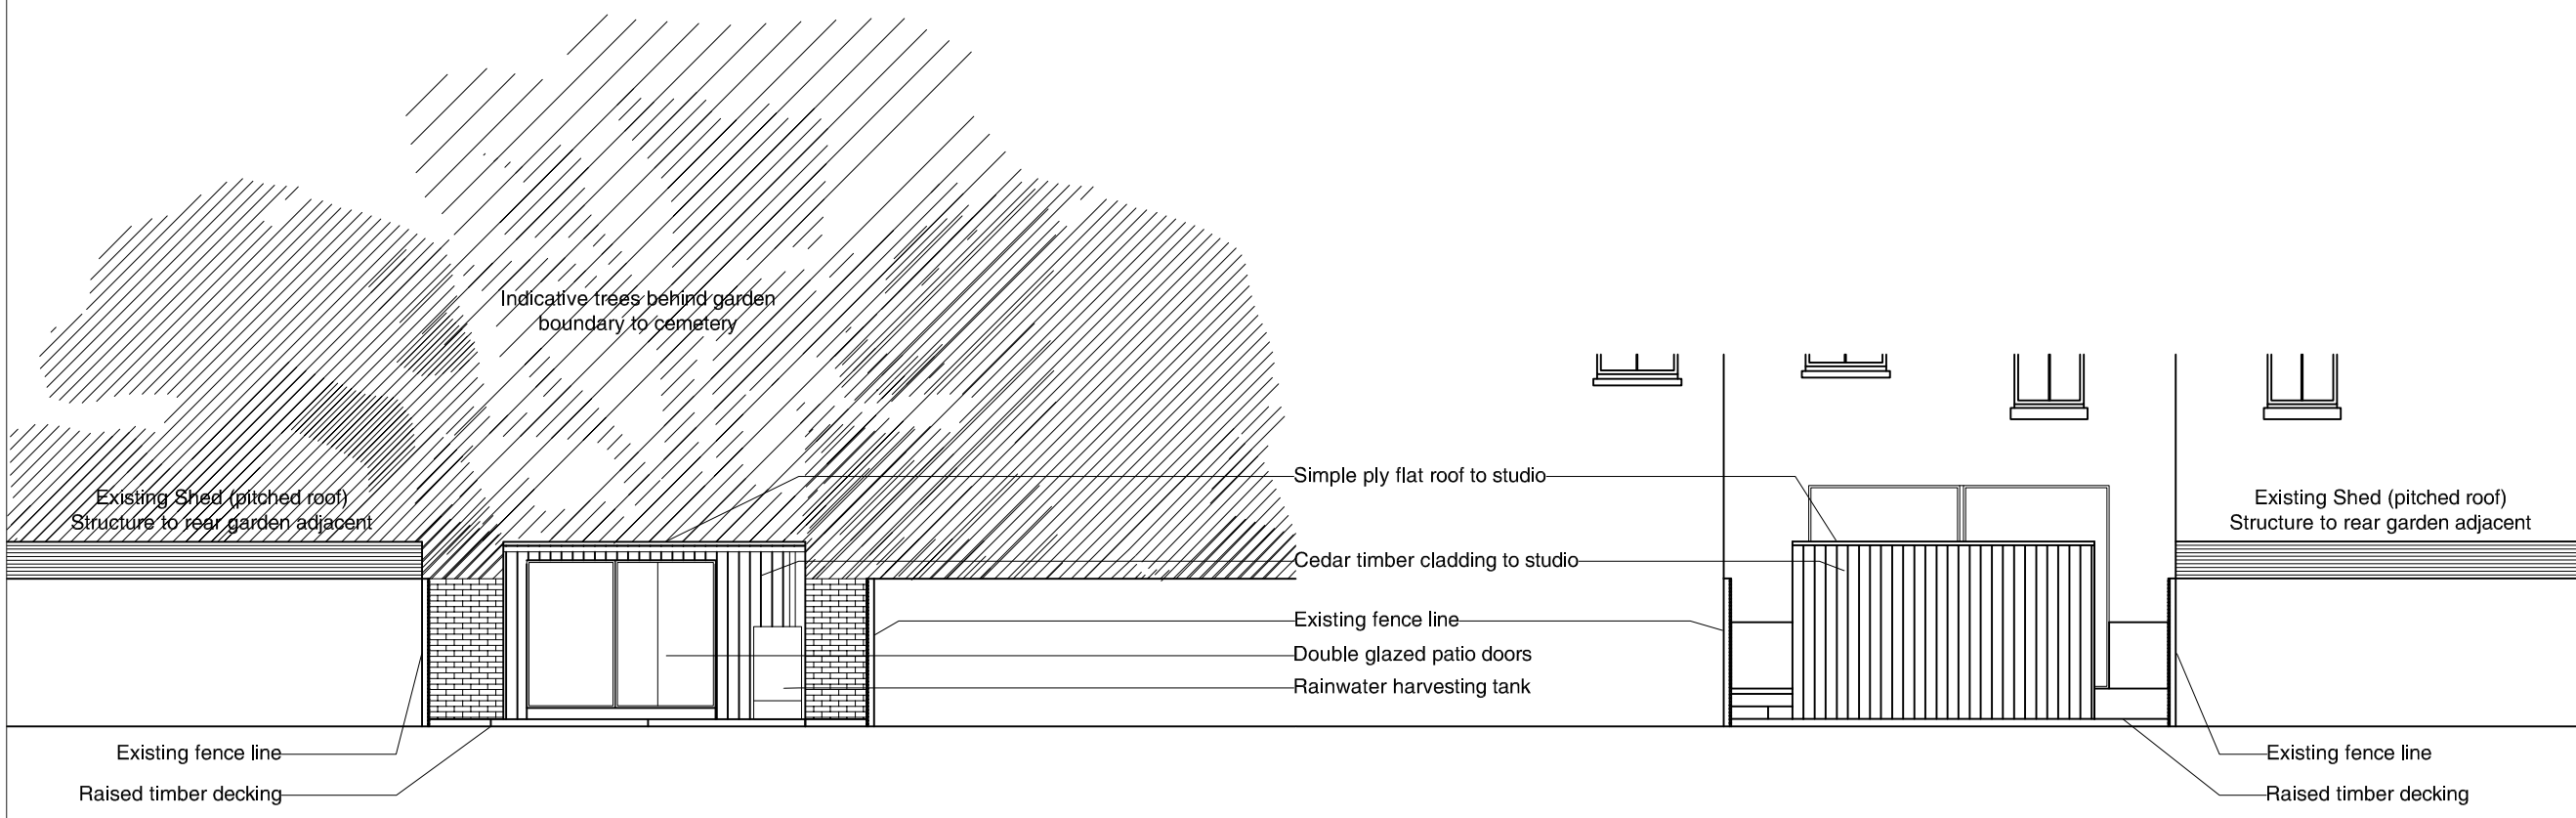 Indicative trees behind garden
boundary to cemetery
Existing Shed (pitched roof)
Structure to rear garden adjacent
Simple ply flat roof to studio
Existing Shed (pitched roof)
Structure to rear garden adjacent
Cedar timber cladding to studio
Existing fence line
Double glazed patio doors
Rainwater harvesting tank
Existing fence line
Raised timber decking
Existing fence line
Raised timber decking